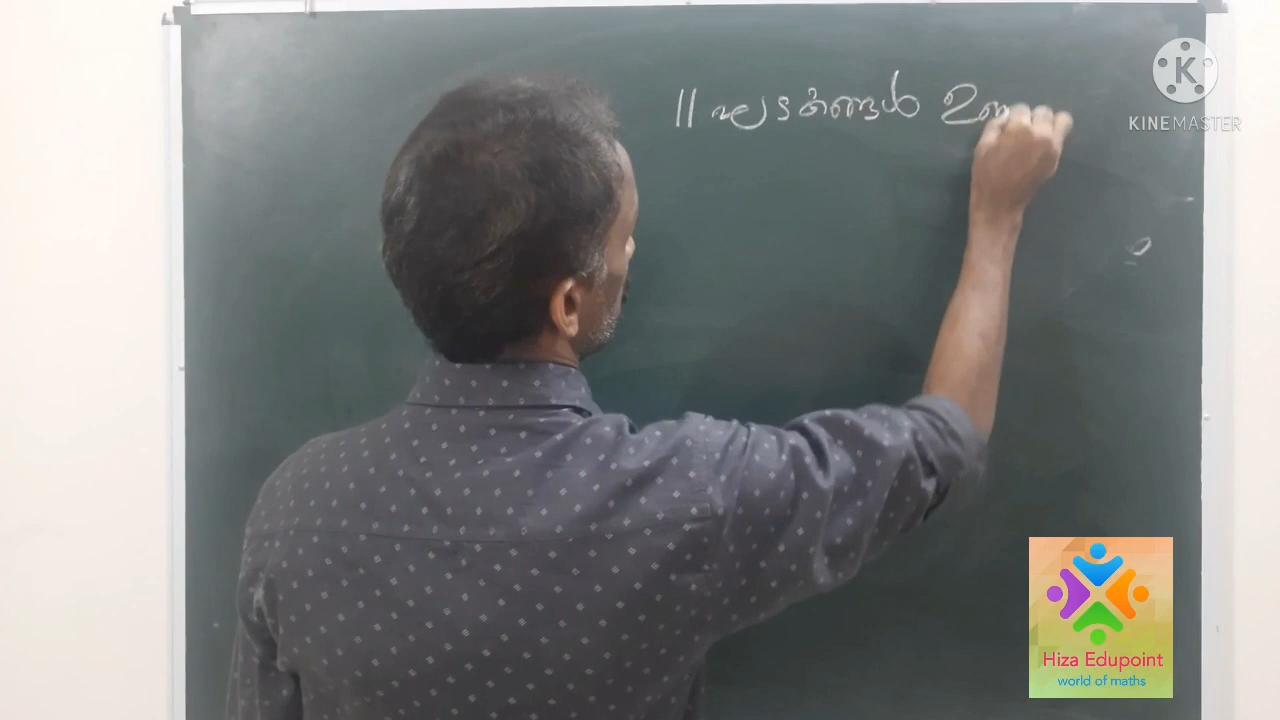 11 ഘടകങ്ങൾ
KINEMASTER
Hiza Edupoint
world of maths